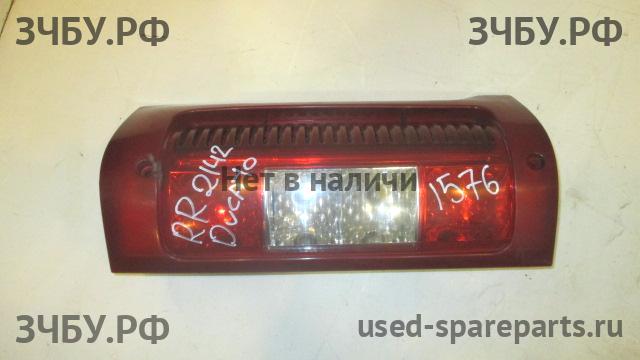 ЗЧБУ.РФ
ЗЧБУ.РФ
RR 2142
Ducato
Нет в наличи
1576
ЗЧБУ.РФ
used-spareparts.ru